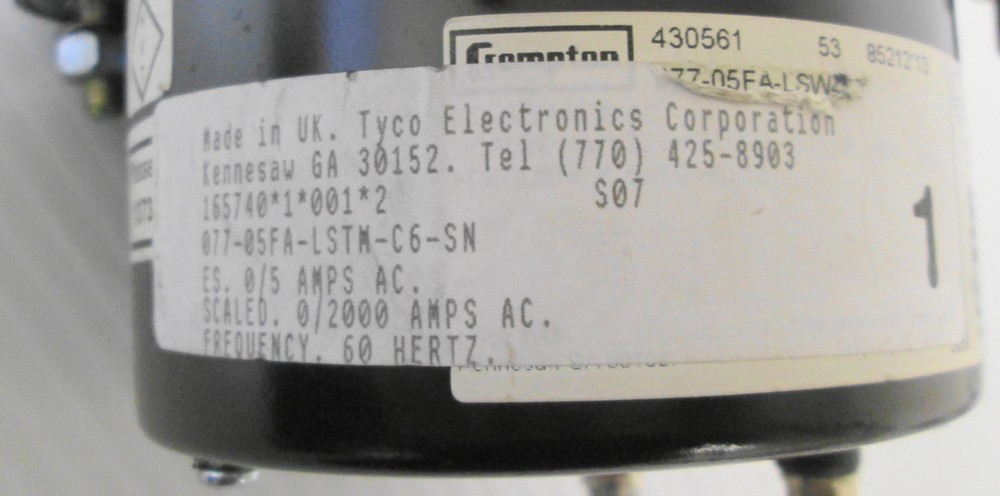 Crompton
430561 53 85212'13
077-05FA-LSW
Made in UK. Tyco Electronics Corporation
Kennesaw GA 30152. Tel (770) 425-8903
165740*1*001*2 S07
077-05FA-LSTM-C6-SN
ES. 0/5 AMPS AC.
SCALED. 0/2000 AMPS AC.
FREQUENCY. 60 HERTZ.
1